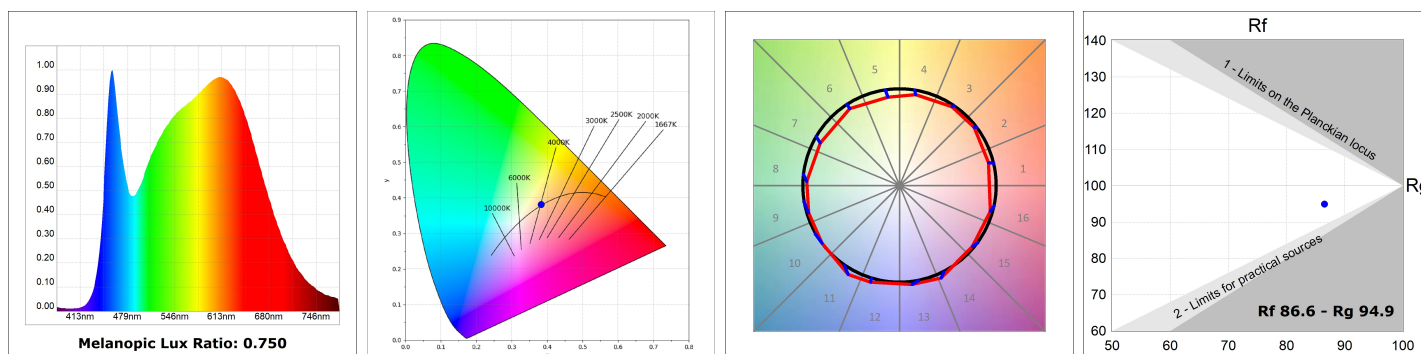 1.00
0.90
0.80
0.70
0.60
0.50
0.40
0.30
0.20
0.10
0.00
413nm 479nm 546nm 613nm 680nm 746nm
Melanopic Lux Ratio: 0.750
0.9
0.8
0.7
0.6
0.5
0.4
0.3
0.2
0.1
0.0
y
0.0 0.1 0.2 0.3 0.4 0.5 0.6 0.7 0.8
10000K
6000K
4000K
3000K
2500K
2000K
1667K
1
2
3
4
5
6
7
8
9
10
11
12
13
14
15
16
Rf
140
130
120
110
100
90
80
70
60
50 60 70 80 90 100
1 - Limits on the Planckian locus
2 - Limits for practical sources
Rf 86.6 - Rg 94.9